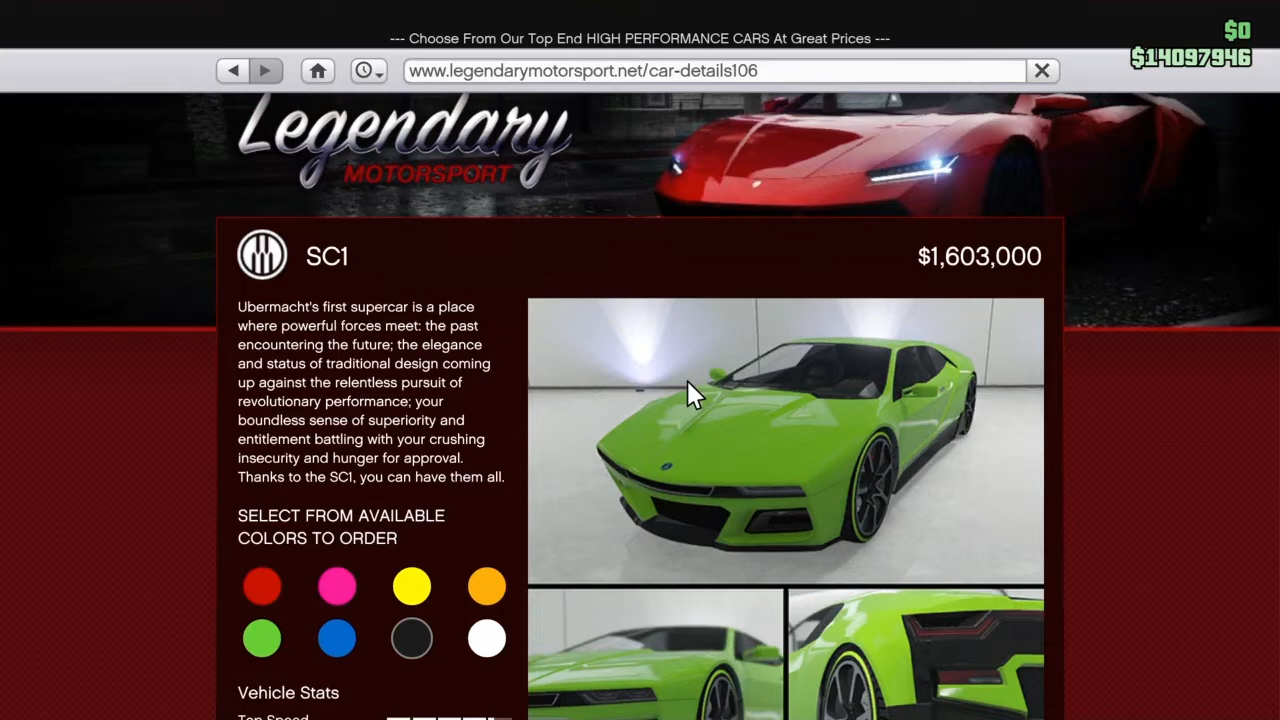 --- Choose From Our Top End HIGH PERFORMANCE CARS At Great Prices ---
$0
$14097946
www.legendarymotorsport.net/car-details106
Legendary
MOTORSPORT
SC1
$1,603,000
Ubermacht's first supercar is a place
where powerful forces meet: the past
encountering the future; the elegance
and status of traditional design coming
up against the relentless pursuit of
revolutionary performance; your
boundless sense of superiority and
entitlement battling with your crushing
insecurity and hunger for approval.
Thanks to the SC1, you can have them all.
SELECT FROM AVAILABLE
COLORS TO ORDER
Vehicle Stats
Top Speed